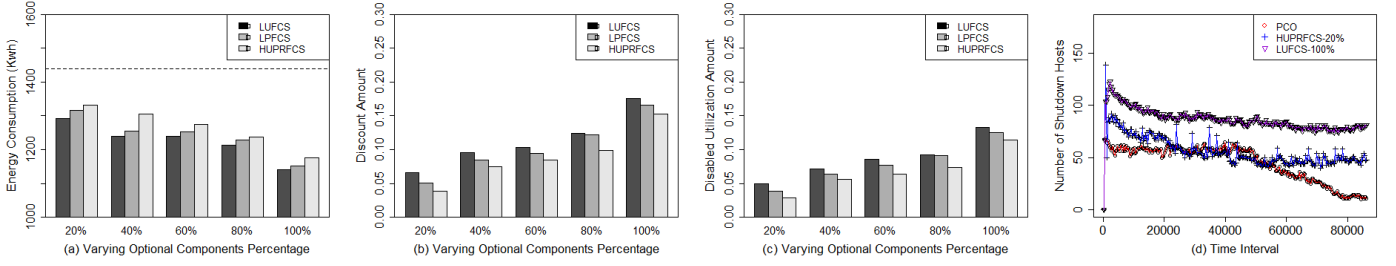 Energy Consumption (Kwh)
1600
1400
1200
1000
LUFCS
LPFCS
HUPRFCS
20%
40%
60%
80%
100%
(a) Varying Optional Components Percentage
Discount Amount
0.30
0.25
0.20
0.15
0.10
0.05
0.00
LUFCS
LPFCS
HUPRFCS
20%
40%
60%
80%
100%
(b) Varying Optional Components Percentage
Disabled Utilization Amount
0.30
0.25
0.20
0.15
0.10
0.05
0.00
LUFCS
LPFCS
HUPRFCS
20%
40%
60%
80%
100%
(c) Varying Optional Components Percentage
Number of Shutdown Hosts
150
100
50
0
PCO
HUPRFCS-20%
LUFCS-100%
0
20000
40000
60000
80000
(d) Time Interval